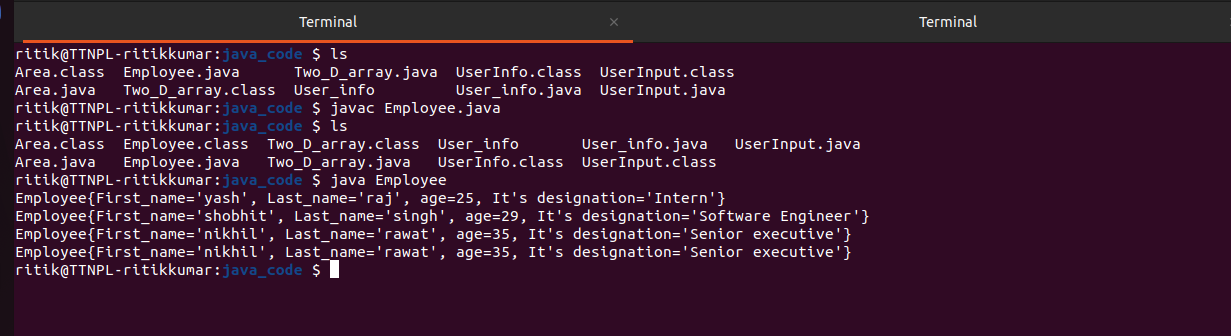 Terminal × Terminal
ritik@TTNPL-ritikkumar:java_code $ ls
Area.class  Employee.java       Two_D_array.java  UserInfo.class  UserInput.class
Area.java   Two_D_array.class  User_info          User_info.java  UserInput.java
ritik@TTNPL-ritikkumar:java_code $ javac Employee.java
ritik@TTNPL-ritikkumar:java_code $ ls
Area.class  Employee.class  Two_D_array.class  User_info       User_info.java   UserInput.java
Area.java   Employee.java   Two_D_array.java   UserInfo.class  UserInput.class
ritik@TTNPL-ritikkumar:java_code $ java Employee
Employee{First_name='yash', Last_name='raj', age=25, It's designation='Intern'}
Employee{First_name='shobhit', Last_name='singh', age=29, It's designation='Software Engineer'}
Employee{First_name='nikhil', Last_name='rawat', age=35, It's designation='Senior executive'}
Employee{First_name='nikhil', Last_name='rawat', age=35, It's designation='Senior executive'}
ritik@TTNPL-ritikkumar:java_code $